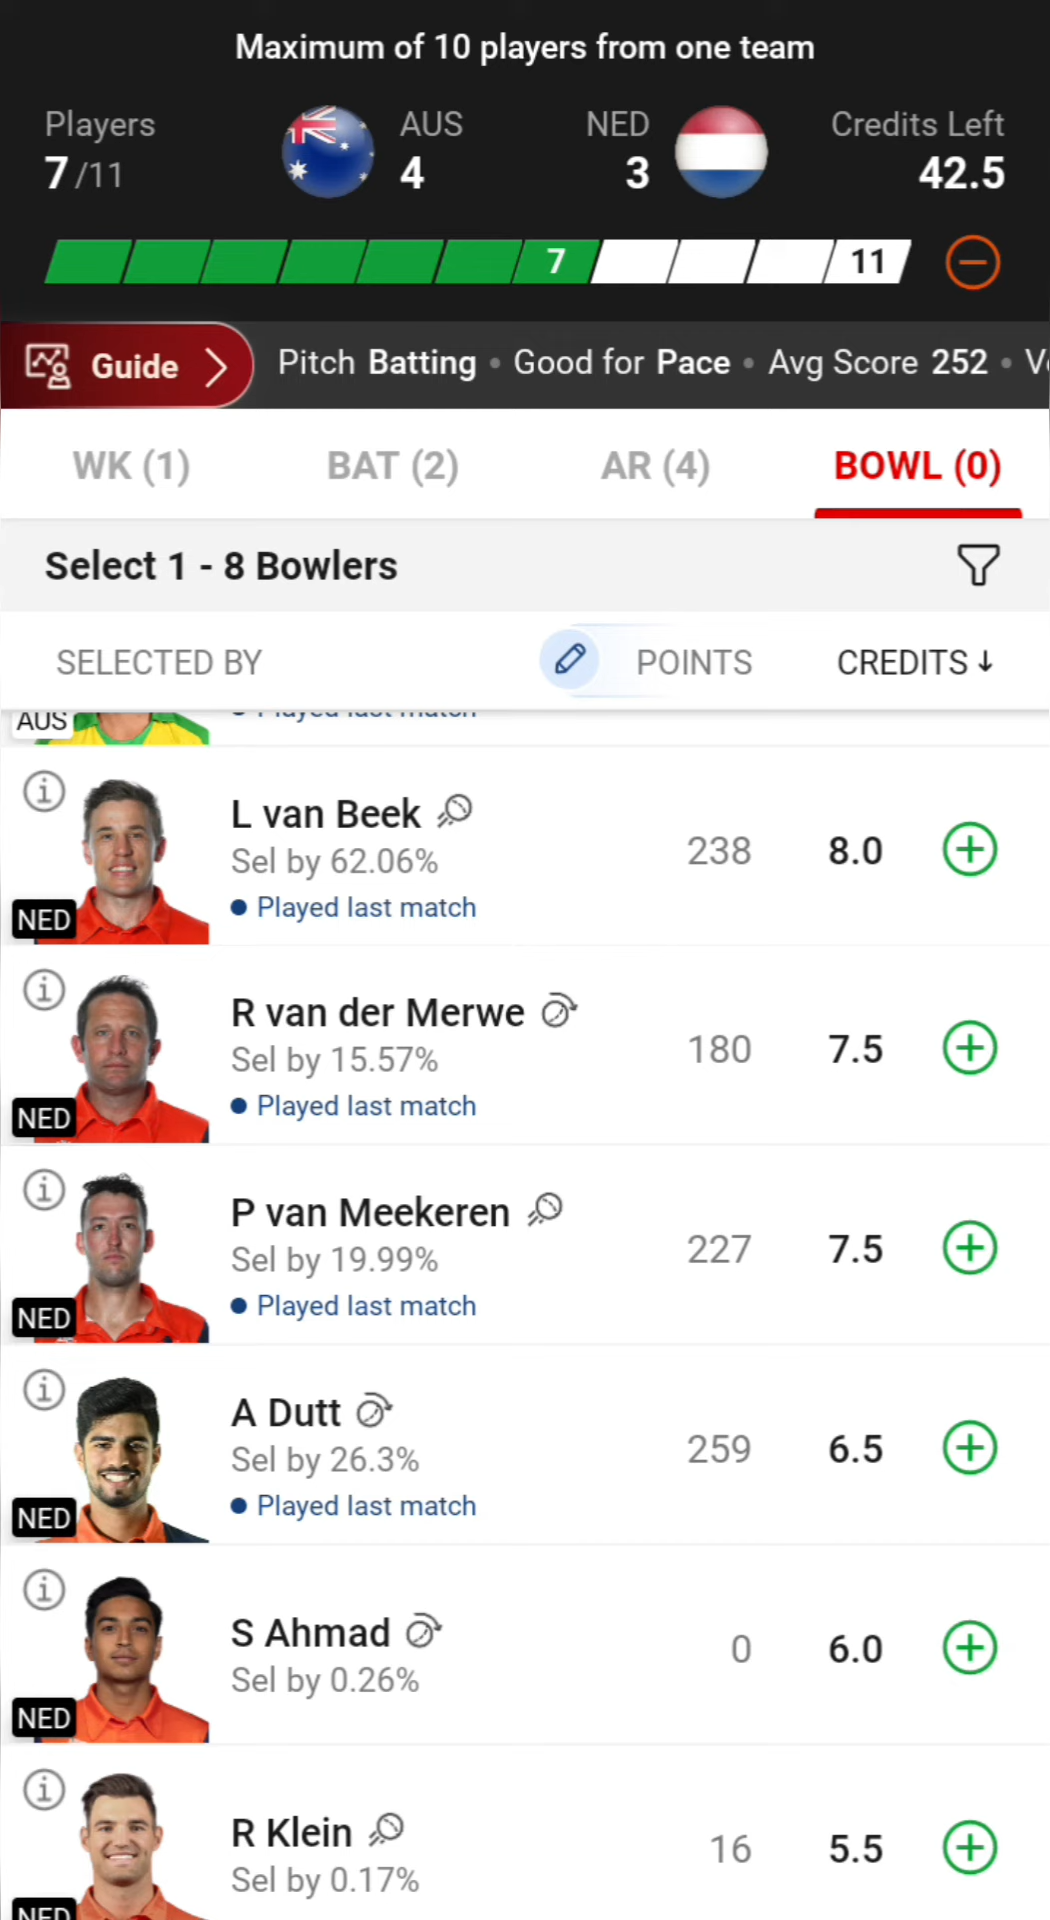 Maximum of 10 players from one team
Players AUS NED Credits Left
7 /11 4 3 42.5
7 11
Guide Pitch Batting • Good for Pace • Avg Score 252 •
WK (1) BAT (2) AR (4) BOWL (0)
Select 1 - 8 Bowlers
SELECTED BY POINTS CREDITS ↓
AUS Played last match
L van Beek
Sel by 62.06% 238 8.0
NED Played last match
R van der Merwe
Sel by 15.57% 180 7.5
NED Played last match
P van Meekeren
Sel by 19.99% 227 7.5
NED Played last match
A Dutt
Sel by 26.3% 259 6.5
NED Played last match
S Ahmad 0 6.0
Sel by 0.26%
NED
R Klein 16 5.5
Sel by 0.17%
NED